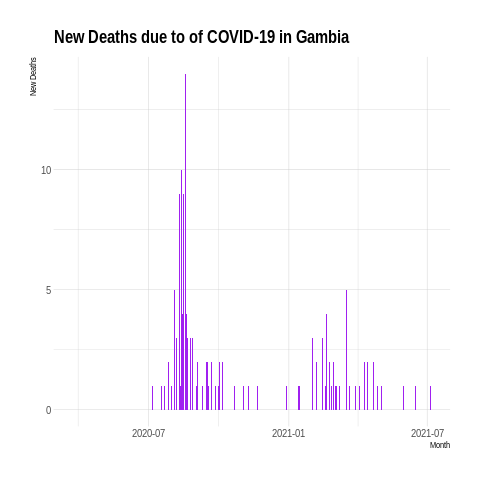 New Deaths due to of COVID-19 in Gambia
New Deaths
10
5
0
2020-07
2021-01
2021-07
Month